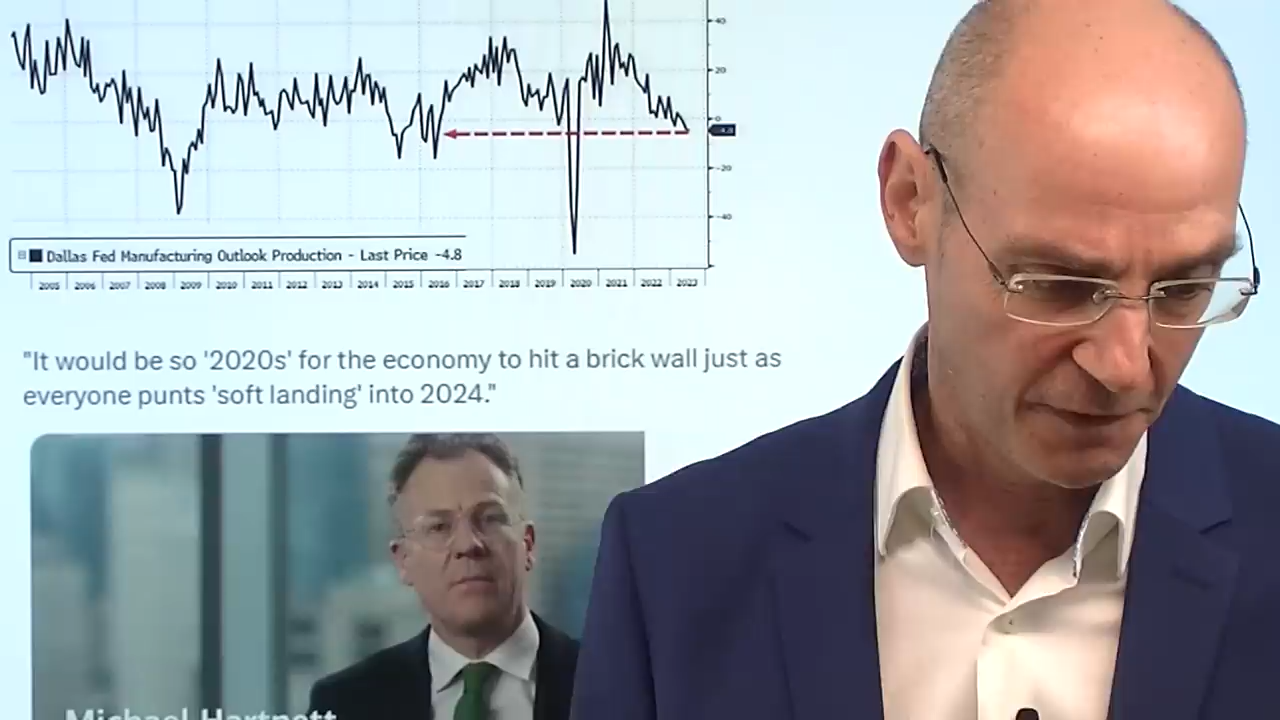 40
20
0
-4.8
-20
-40
Dallas Fed Manufacturing Outlook Production - Last Price -4.8
2005 2006 2007 2008 2009 2010 2011 2012 2013 2014 2015 2016 2017 2018 2019 2020 2021 2022 2023
"It would be so '2020s' for the economy to hit a brick wall just as
everyone punts 'soft landing' into 2024."
Michael Hartnett